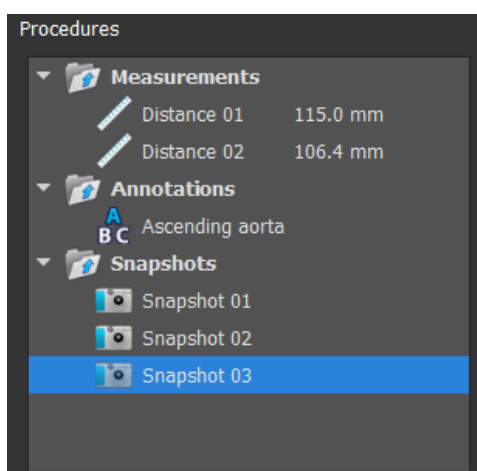 Procedures
Measurements
Distance 01 115.0 mm
Distance 02 106.4 mm
Annotations
A
B C Ascending aorta
Snapshots
Snapshot 01
Snapshot 02
Snapshot 03